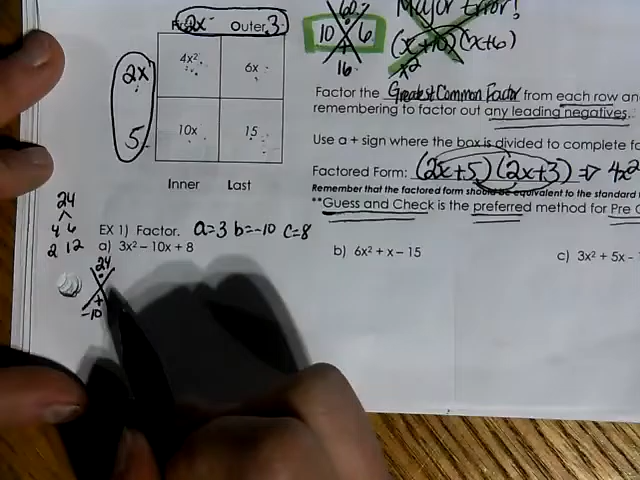 60 Major Error!
First 2x Outer 3
10 6 (x+10)(x+6)
+
16 x²
4x² 6x
2x
10x 15
5
Inner Last
Factor the Greatest Common Factor from each row an
remembering to factor out any leading negatives.
Use a + sign where the box is divided to complete fa
Factored Form: (2x+5)(2x+3) ⇒ 4x²
Remember that the factored form should be equivalent to the standard
**Guess and Check is the preferred method for Pre C
24
4 6
2 12
EX 1) Factor. a=3 b=-10 c=8
a) 3x² − 10x + 8
b) 6x² + x − 15
c) 3x² + 5x -
24
+
-10